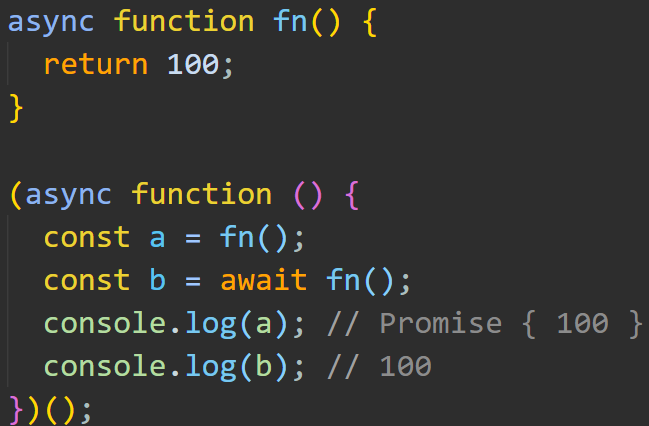 async function fn() {
  return 100;
}

(async function () {
  const a = fn();
  const b = await fn();
  console.log(a); // Promise { 100 }
  console.log(b); // 100
})();